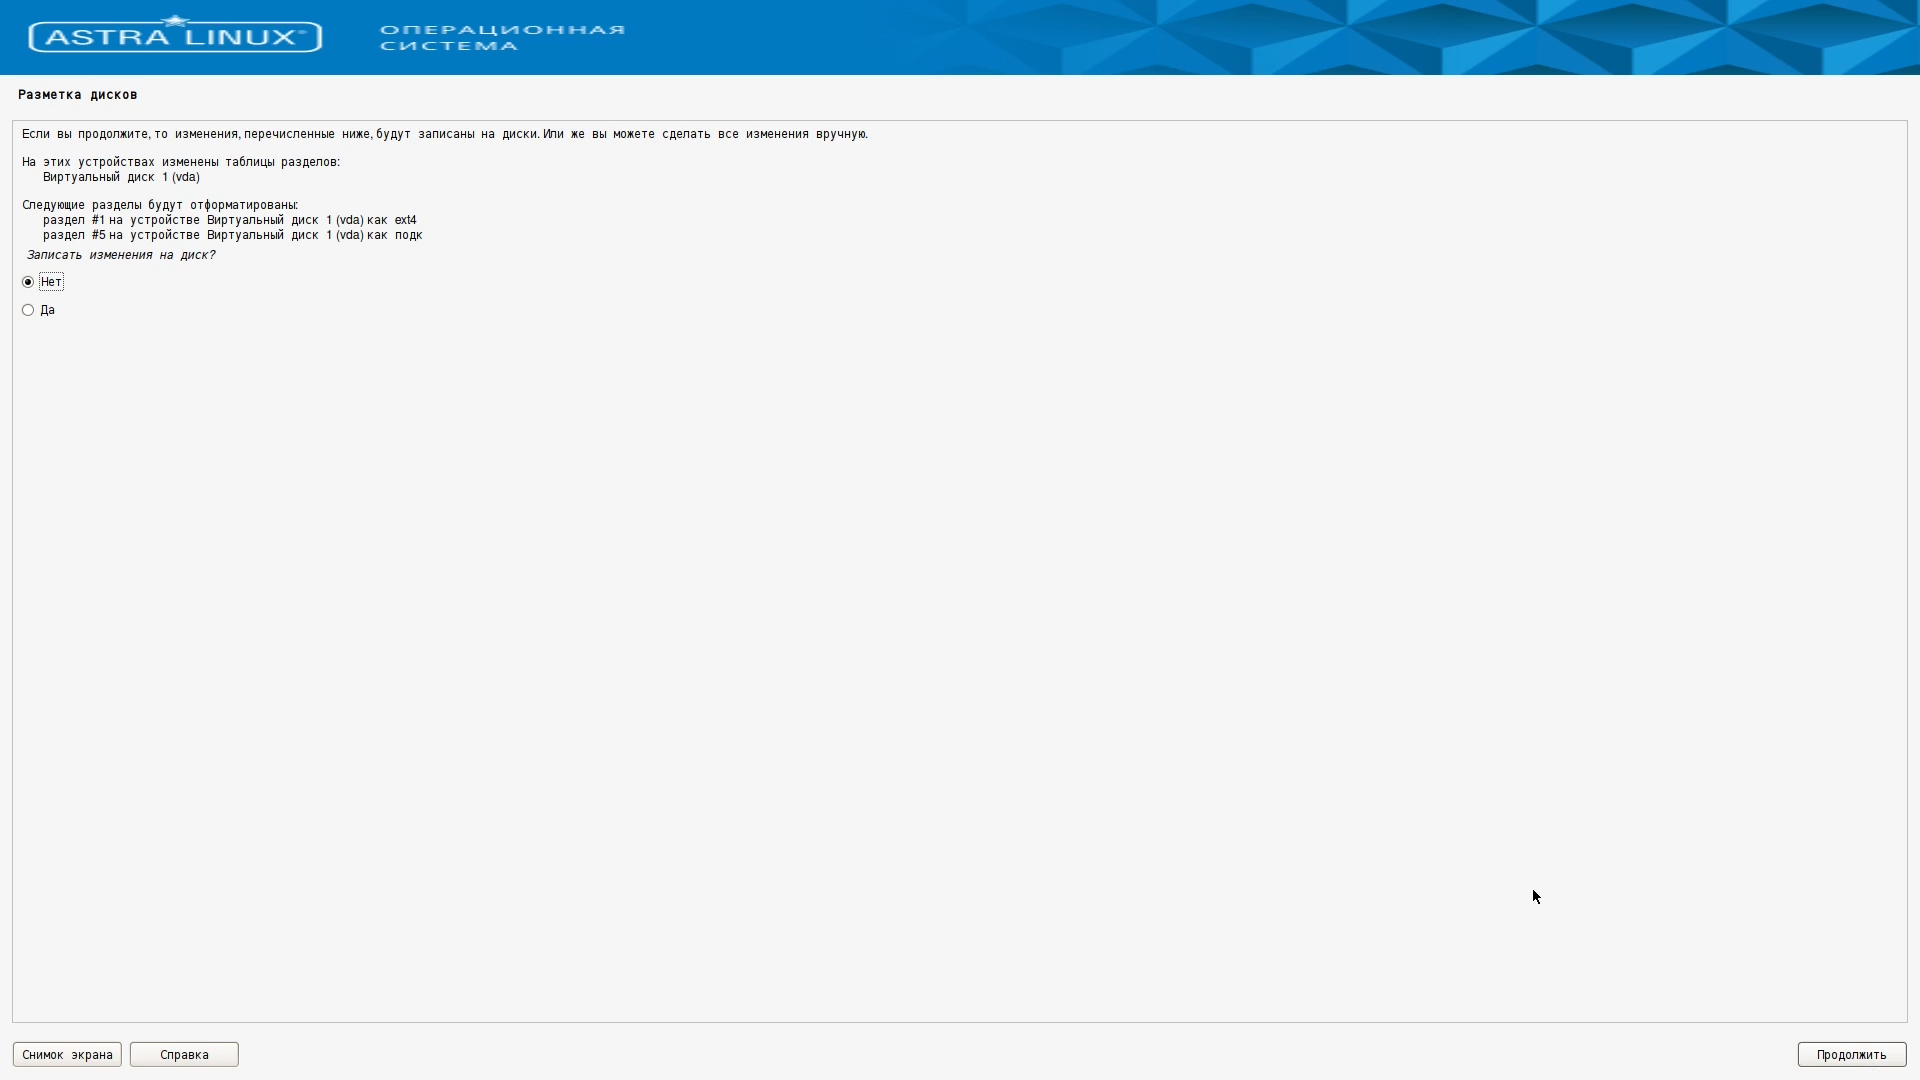 ASTRA LINUX®
ОПЕРАЦИОННАЯ
СИСТЕМА
Разметка дисков
Если вы продолжите, то изменения, перечисленные ниже, будут записаны на диски. Или же вы можете сделать все изменения вручную.
На этих устройствах изменены таблицы разделов:
Виртуальный диск 1 (vda)
Следующие разделы будут отформатированы:
раздел #1 на устройстве Виртуальный диск 1 (vda) как ext4
раздел #5 на устройстве Виртуальный диск 1 (vda) как подк
Записать изменения на диск?
Нет
Да
Снимок экрана
Справка
Продолжить